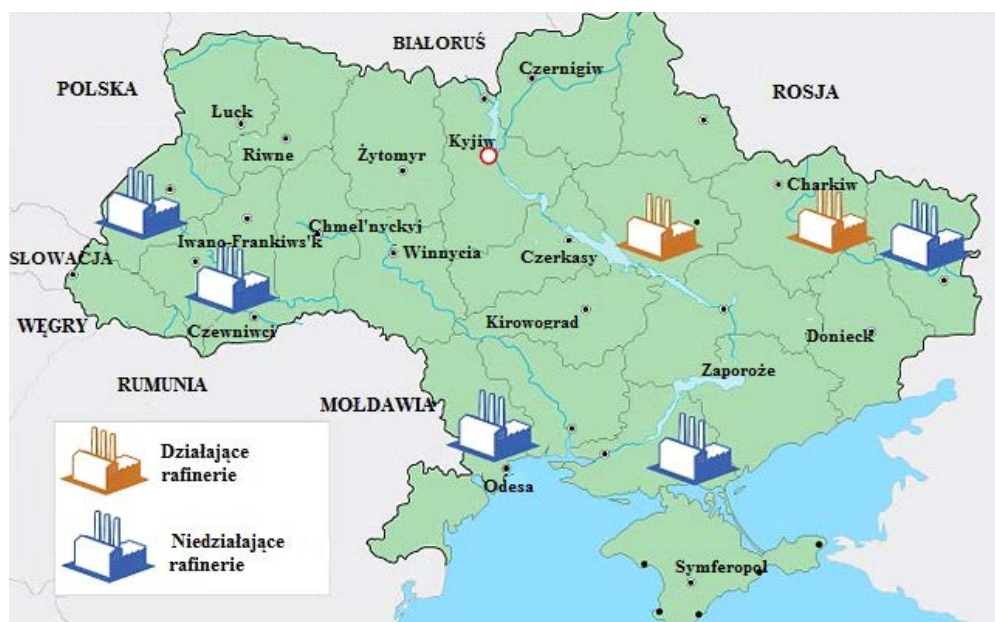 BIAŁORUŚ
POLSKA
ROSJA
Czernigiw
Łuck
Kyjiw
Riwne
Żytomyr
Charkiw
Chmel'nyckyj
Iwano-Frankiws'k
Winnycia
Czerkasy
SŁOWACJA
WĘGRY
Czewniwci
Kirowograd
Donieck
Zaporoże
RUMUNIA
MOŁDAWIA
Działające
rafinerie
Odesa
Niedziałające
rafinerie
Symferopol